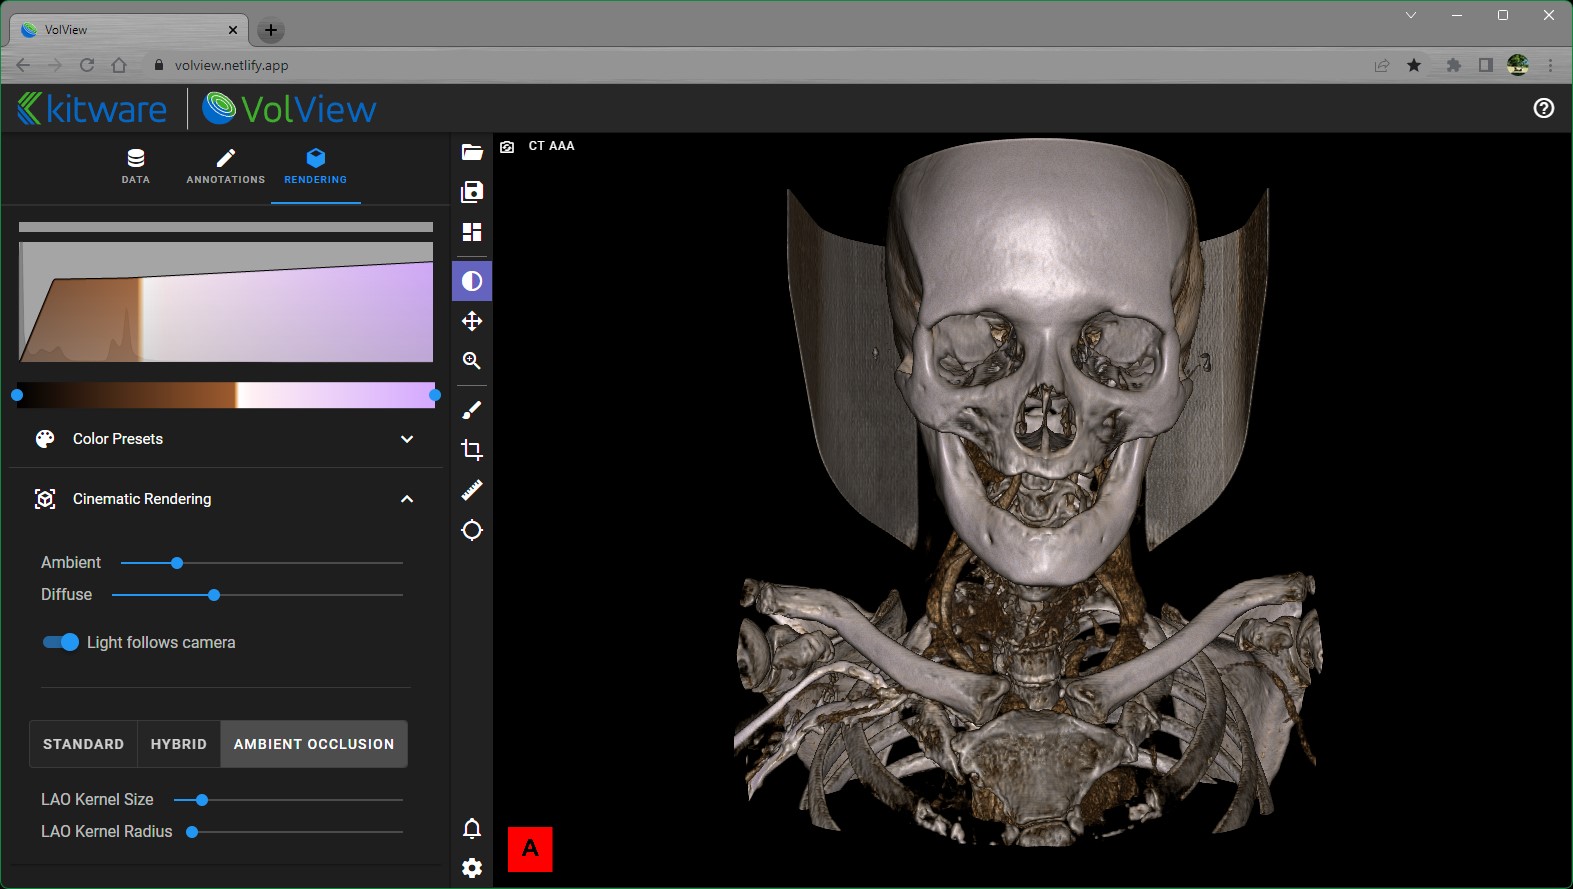 VolView
volview.netlify.app
kitware
VolView
DATA
ANNOTATIONS
RENDERING
CT AAA
Color Presets
Cinematic Rendering
Ambient
Diffuse
Light follows camera
STANDARD
HYBRID
AMBIENT OCCLUSION
LAO Kernel Size
LAO Kernel Radius
A